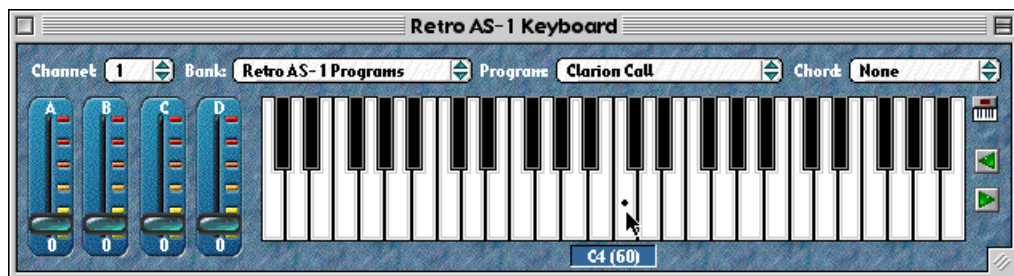 Retro AS-1 Keyboard
Channel: 1 Bank: Retro AS-1 Programs Program: Clarion Call Chord: None
A B C D
0 0 0 0
C4 (60)